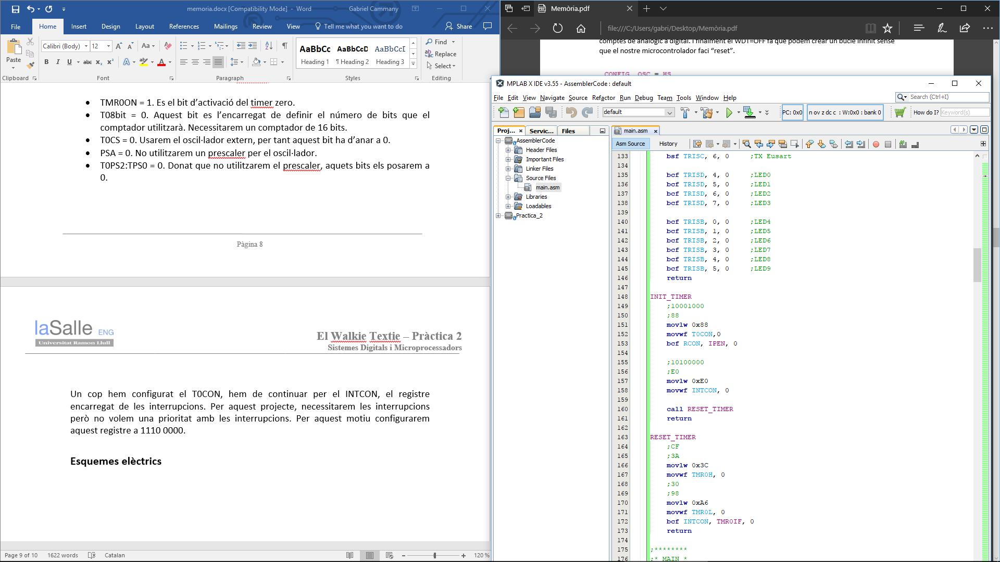 memoria.docx [Compatibility Mode] - Word
Gabriel Cammany
File Home Insert Design Layout References Mailings Review View Tell me what you want to do Share
Paste
Clipboard
Calibri (Body) 12
Font
Paragraph
AaBbCc AaBbCcD AaBbCcI
Heading 1 ¶ Heading 2 Heading 3
Styles
Find
Replace
Select
Editing
• TMR0ON = 1. Es el bit d’activació del timer zero.
• T08bit = 0. Aquest bit es l’encarregat de definir el número de bits que el
comptador utilitzarà. Necessitarem un comptador de 16 bits.
• T0CS = 0. Usarem el oscil·lador extern, per tant aquest bit ha d’anar a 0.
• PSA = 0. No utilitzarem un prescaler per el oscil·lador.
• T0PS2:TPS0 = 0. Donat que no utilitzarem el prescaler, aquets bits els posarem a
0.
Pàgina 8
laSalle ENG
Universitat Ramon Llull
El Walkie Textie – Pràctica 2
Sistemes Digitals i Microprocessadors
Un cop hem configurat el T0CON, hem de continuar per el INTCON, el registre
encarregat de les interrupcions. Per aquest projecte, necessitarem les interrupcions
però no volem una prioritat amb les interrupcions. Per aquest motiu configurarem
aquest registre a 1110 0000.
Esquemes elèctrics
Page 9 of 10 1622 words Catalan 120 %
Memòria.pdf
file:///C:/Users/gabri/Desktop/Memòria.pdf
comptes de analògic a digital. I finalment el WDT=OFF fa que podem crear un bucle infinit sense
que el nostre microcontrolador faci “reset”.
CONFIG OSC = HS
MPLAB X IDE v3.55 - AssemblerCode : default
File Edit View Navigate Source Refactor Run Debug Team Tools Window Help
Search (Ctrl+I)
default
PC: 0x0
n ov z dc c : W:0x0 : bank 0
How do I? Keyword(s)
Proj... × Servic... Files
main.asm ×
AssemblerCode
Header Files
Important Files
Linker Files
Source Files
main.asm
Libraries
Loadables
Practica_2
Asm Source History
133 bsf TRISC, 6, 0 ;TX Eusart
134
135 bcf TRISD, 4, 0 ;LED0
136 bcf TRISD, 5, 0 ;LED1
137 bcf TRISD, 6, 0 ;LED2
138 bcf TRISD, 7, 0 ;LED3
139
140 bcf TRISB, 0, 0 ;LED4
141 bcf TRISB, 1, 0 ;LED5
142 bcf TRISB, 2, 0 ;LED6
143 bcf TRISB, 3, 0 ;LED7
144 bcf TRISB, 4, 0 ;LED8
145 bcf TRISB, 5, 0 ;LED9
146 return
147
148 INIT_TIMER
149 ;10001000
150 ;88
151 movlw 0x88
152 movwf T0CON,0
153 bcf RCON, IPEN, 0
154
155 ;10100000
156 ;E0
157 movlw 0xE0
158 movwf INTCON, 0
159
160 call RESET_TIMER
161 return
162
163 RESET_TIMER
164 ;CF
165 ;3A
166 movlw 0x3C
167 movwf TMR0H, 0
168 ;30
169 ;98
170 movlw 0xA6
171 movwf TMR0L, 0
172 bcf INTCON, TMR0IF, 0
173 return
174
175 ;********
176 ;* MAIN *